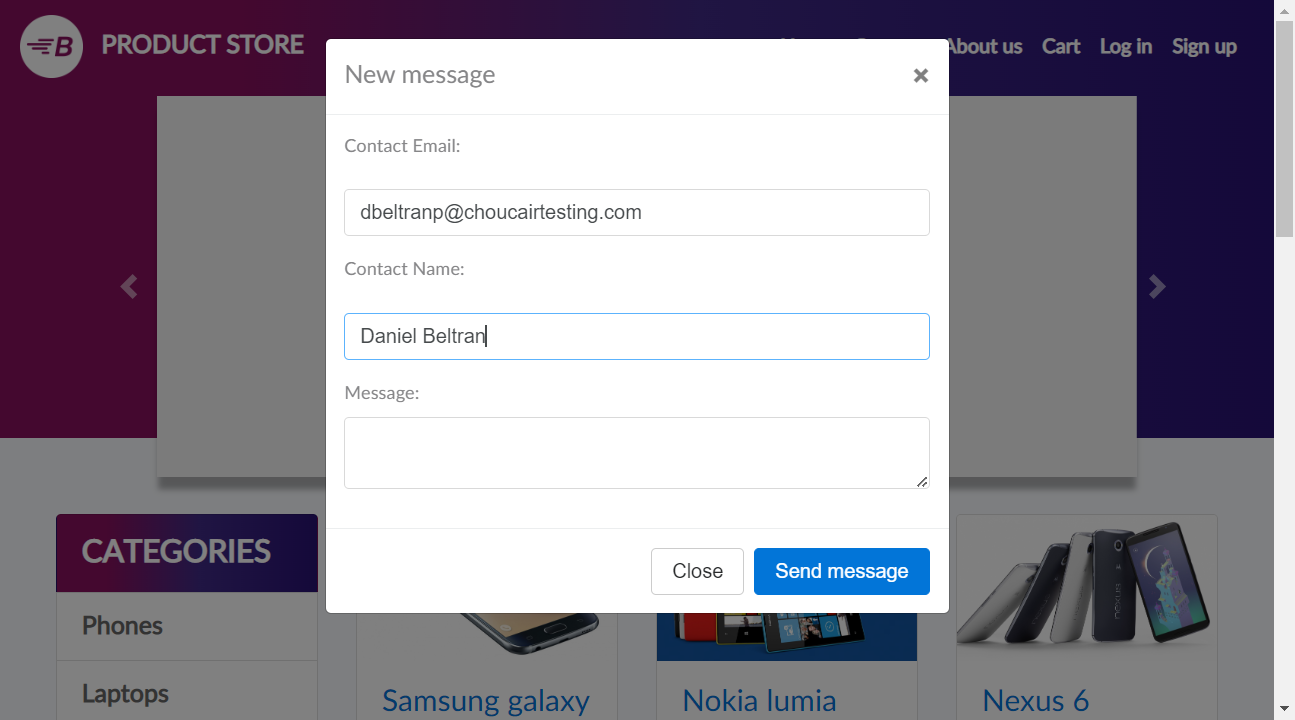 B PRODUCT STORE
About us Cart Log in Sign up
New message
×
Contact Email:
dbeltranp@choucairtesting.com
Contact Name:
Daniel Beltran
Message:
Close Send message
CATEGORIES
Phones
Laptops
Samsung galaxy
Nokia lumia
Nexus 6
nexus